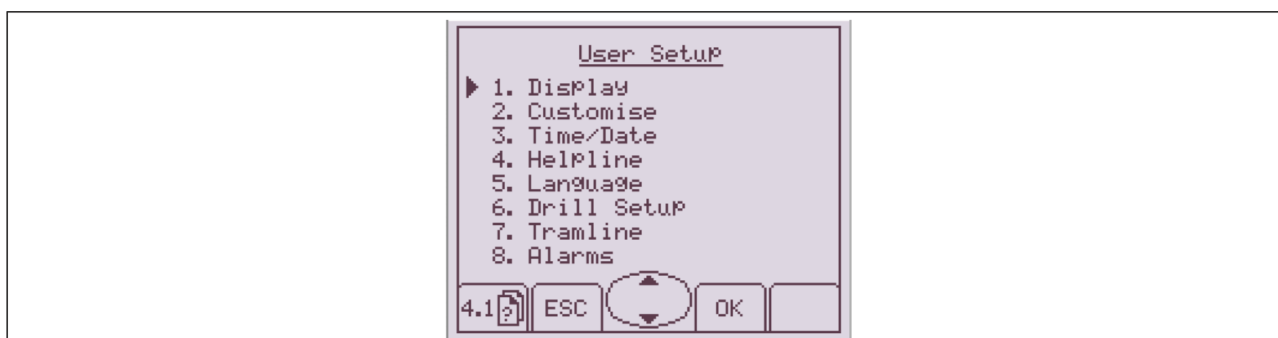 User Setup
1. Display
2. Customise
3. Time/Date
4. Helpline
5. Language
6. Drill Setup
7. Tramline
8. Alarms
4.1 ? ESC OK